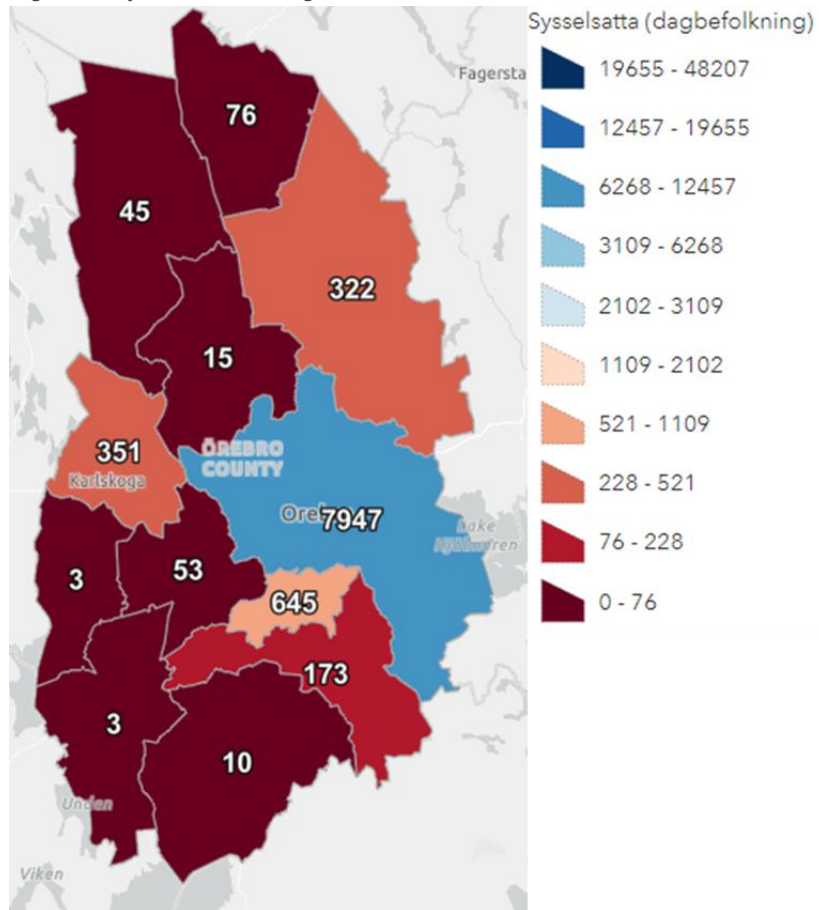 Sysselsatta (dagbefolkning)
19655 - 48207
12457 - 19655
6268 - 12457
3109 - 6268
2102 - 3109
1109 - 2102
521 - 1109
228 - 521
76 - 228
0 - 76
Fagersta
76
45
322
15
351
Karlskoga
ÖREBRO
COUNTY
7947
Lake
3
53
645
173
3
10
Unden
Viken